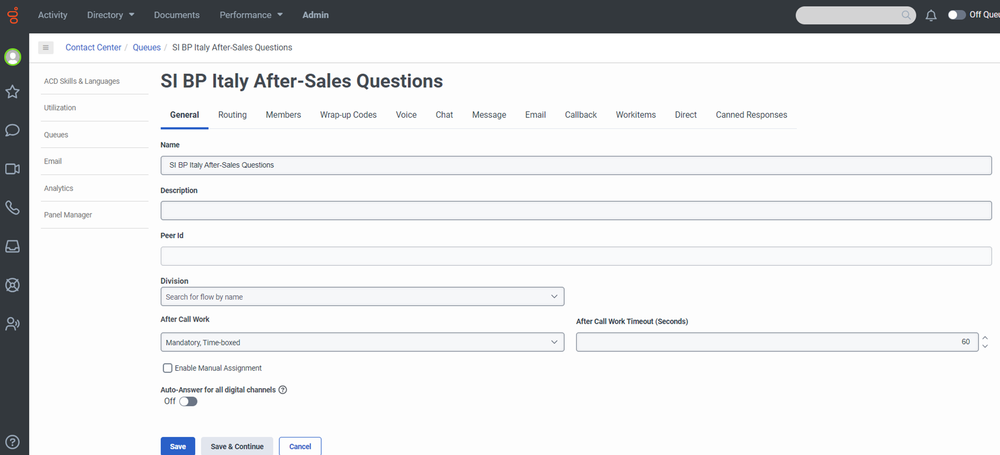 Activity
Directory
Documents
Performance
Admin
Off Queu
Contact Center / Queues / SI BP Italy After-Sales Questions
ACD Skills & Languages
Utilization
Queues
Email
Analytics
Panel Manager
SI BP Italy After-Sales Questions
General
Routing
Members
Wrap-up Codes
Voice
Chat
Message
Email
Callback
Workitems
Direct
Canned Responses
Name
SI BP Italy After-Sales Questions
Description
Peer Id
Division
Search for flow by name
After Call Work
Mandatory, Time-boxed
After Call Work Timeout (Seconds)
60
Enable Manual Assignment
Auto-Answer for all digital channels
Off
Save
Save & Continue
Cancel